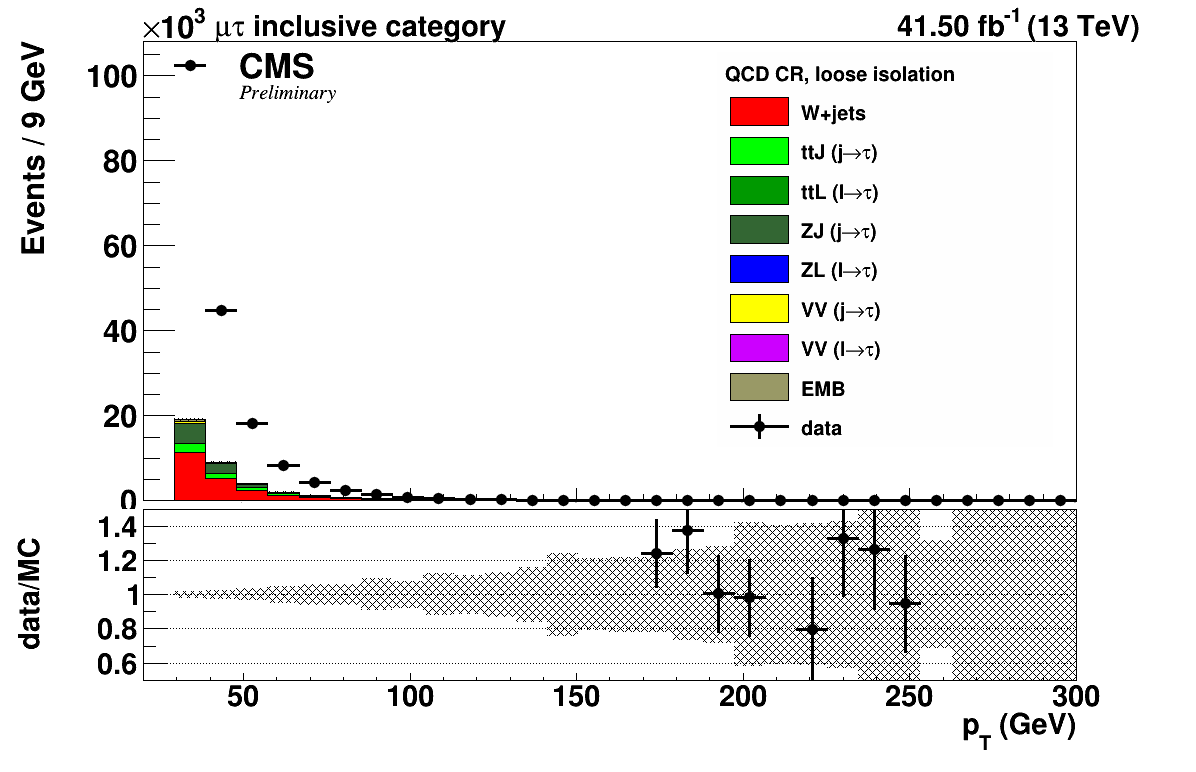 ×10³ μτ inclusive category
41.50 fb⁻¹ (13 TeV)
CMS
Preliminary
Events / 9 GeV
100
80
60
40
20
0
QCD CR, loose isolation
W+jets
ttJ (j→τ)
ttL (l→τ)
ZJ (j→τ)
ZL (l→τ)
VV (j→τ)
VV (l→τ)
EMB
data
data/MC
1.4
1.2
1
0.8
0.6
50 100 150 200 250 300
p_T (GeV)